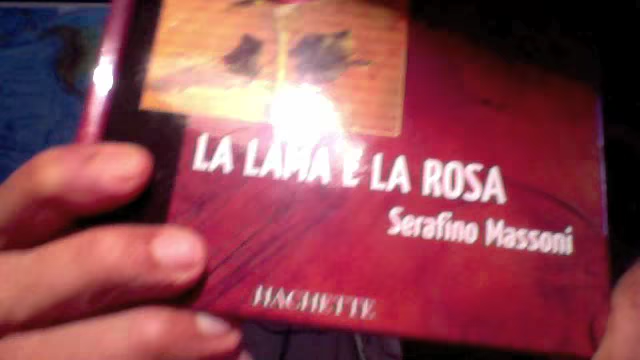 LA LAMA E LA ROSA
Serafino Massoni
HACHETTE